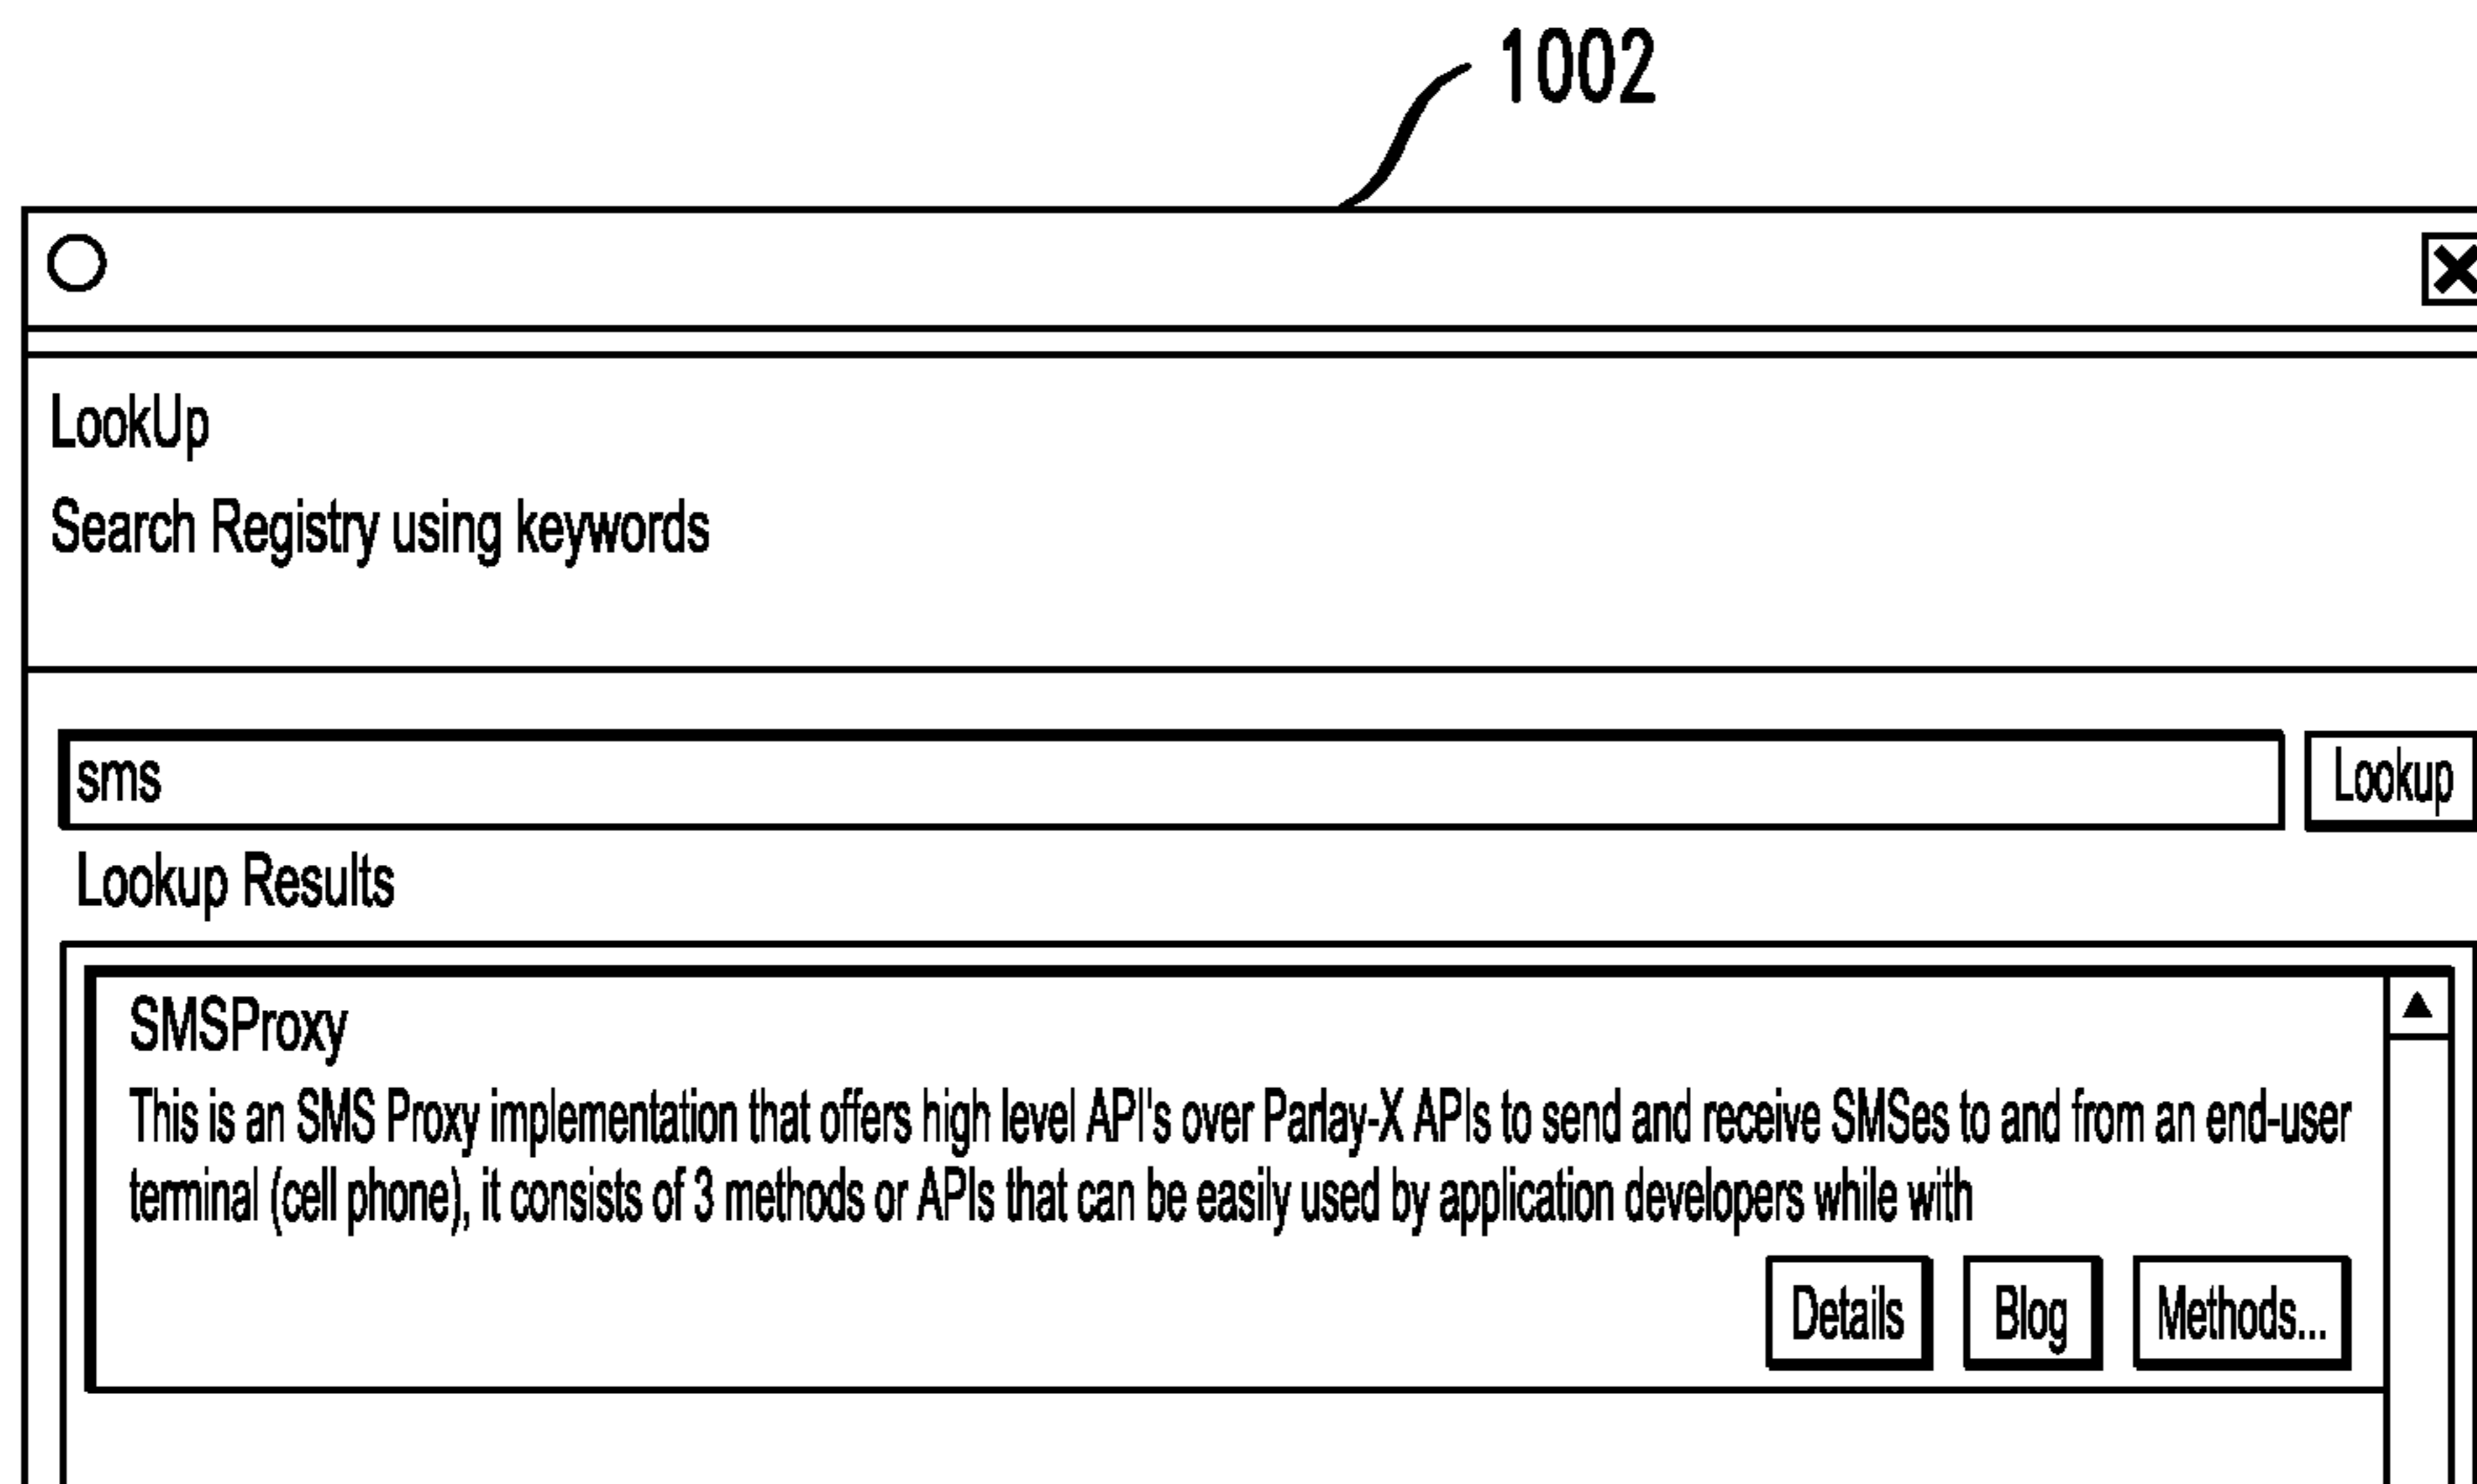 1002
LookUp
Search Registry using keywords
sms
Lookup
Lookup Results
SMSProxy
This is an SMS Proxy implementation that offers high level API's over Parlay-X APIs to send and receive SMSes to and from an end-user
terminal (cell phone), it consists of 3 methods or APIs that can be easily used by application developers while with
Details Blog Methods...